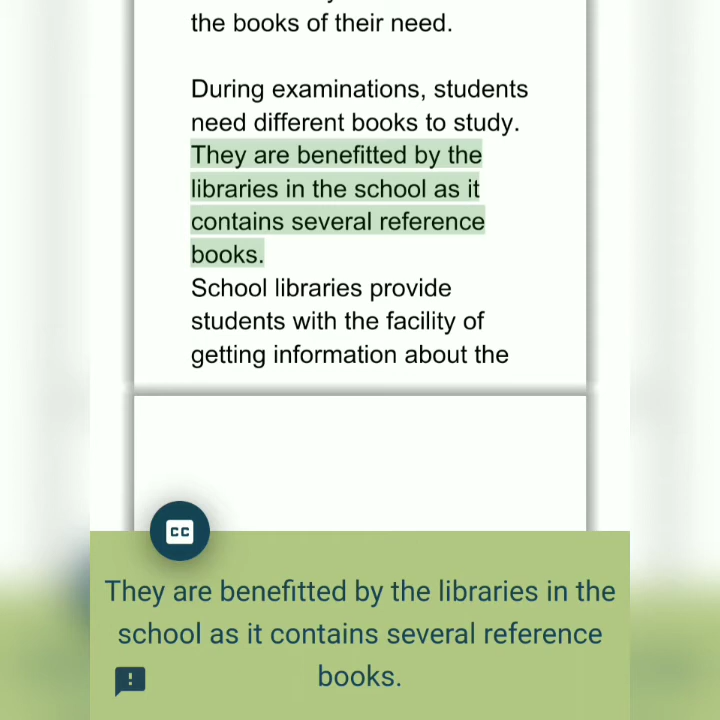 the books of their need.
During examinations, students
need different books to study.
They are benefitted by the
libraries in the school as it
contains several reference
books.
School libraries provide
students with the facility of
getting information about the
CC
They are benefitted by the libraries in the
school as it contains several reference
books.